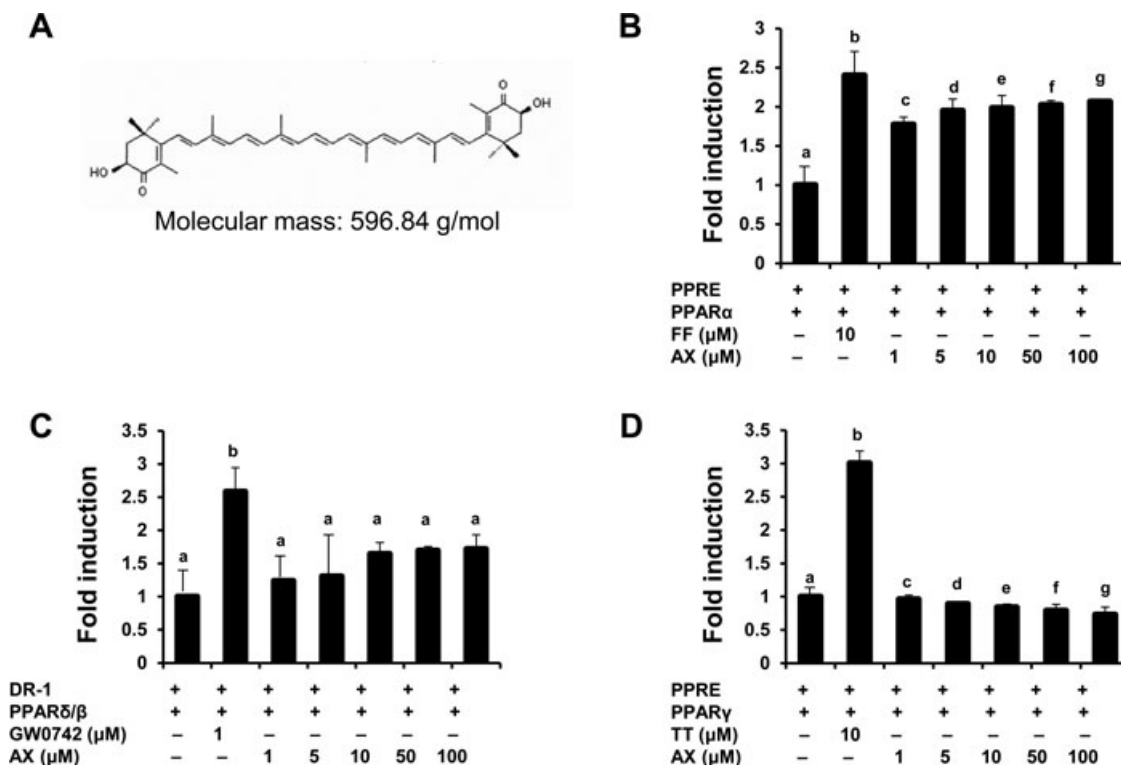 A
O
OH
HO
O
Molecular mass: 596.84 g/mol
B
Fold induction
3
2.5
2
1.5
1
0.5
0
a
b
c
d
e
f
g
PPRE + + + + + + +
PPARα + + + + + + +
FF (µM) – 10 – – – – –
AX (µM) – – 1 5 10 50 100
C
Fold induction
3.5
3
2.5
2
1.5
1
0.5
0
a
b
a
a
a
a
a
DR-1 + + + + + + +
PPARδ/β + + + + + + +
GW0742 (µM) – 1 – – – – –
AX (µM) – – 1 5 10 50 100
D
Fold induction
3.5
3
2.5
2
1.5
1
0.5
0
a
b
c
d
e
f
g
PPRE + + + + + + +
PPARγ + + + + + + +
TT (µM) – 10 – – – – –
AX (µM) – – 1 5 10 50 100